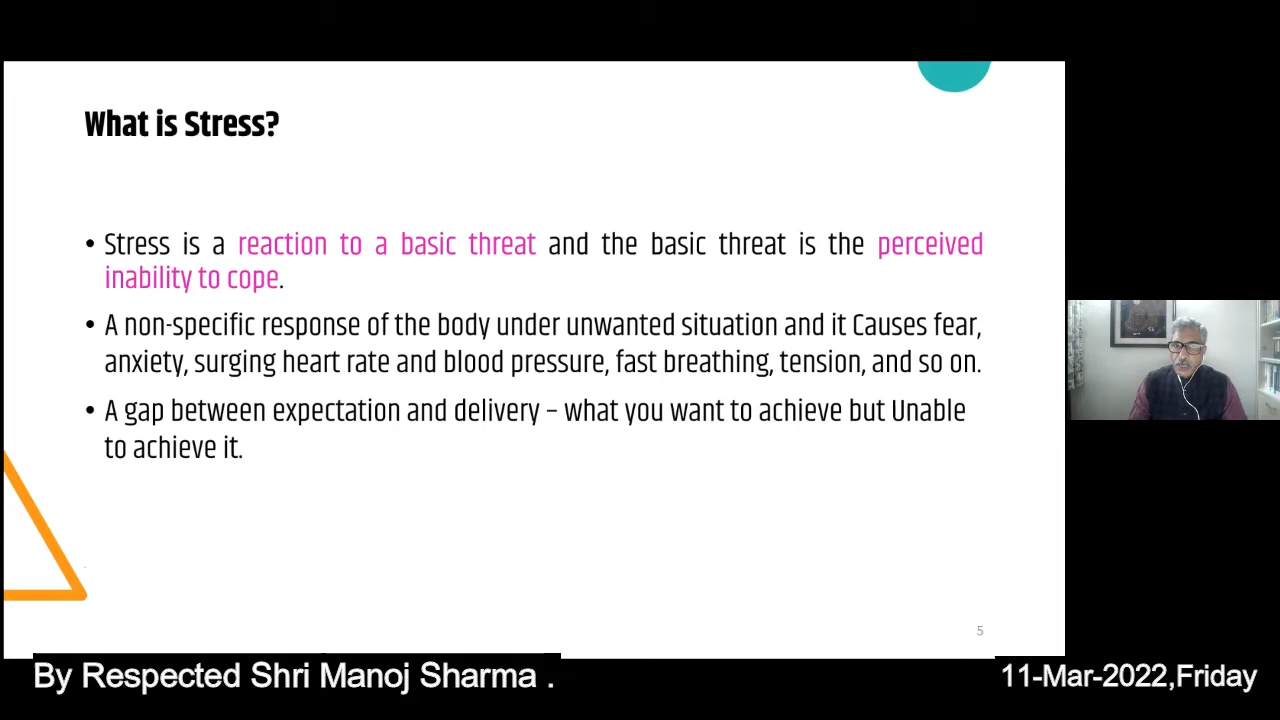 What is Stress?
• Stress is a reaction to a basic threat and the basic threat is the perceived
inability to cope.
• A non-specific response of the body under unwanted situation and it Causes fear,
anxiety, surging heart rate and blood pressure, fast breathing, tension, and so on.
• A gap between expectation and delivery – what you want to achieve but Unable
to achieve it.
5
By Respected Shri Manoj Sharma .
11-Mar-2022,Friday